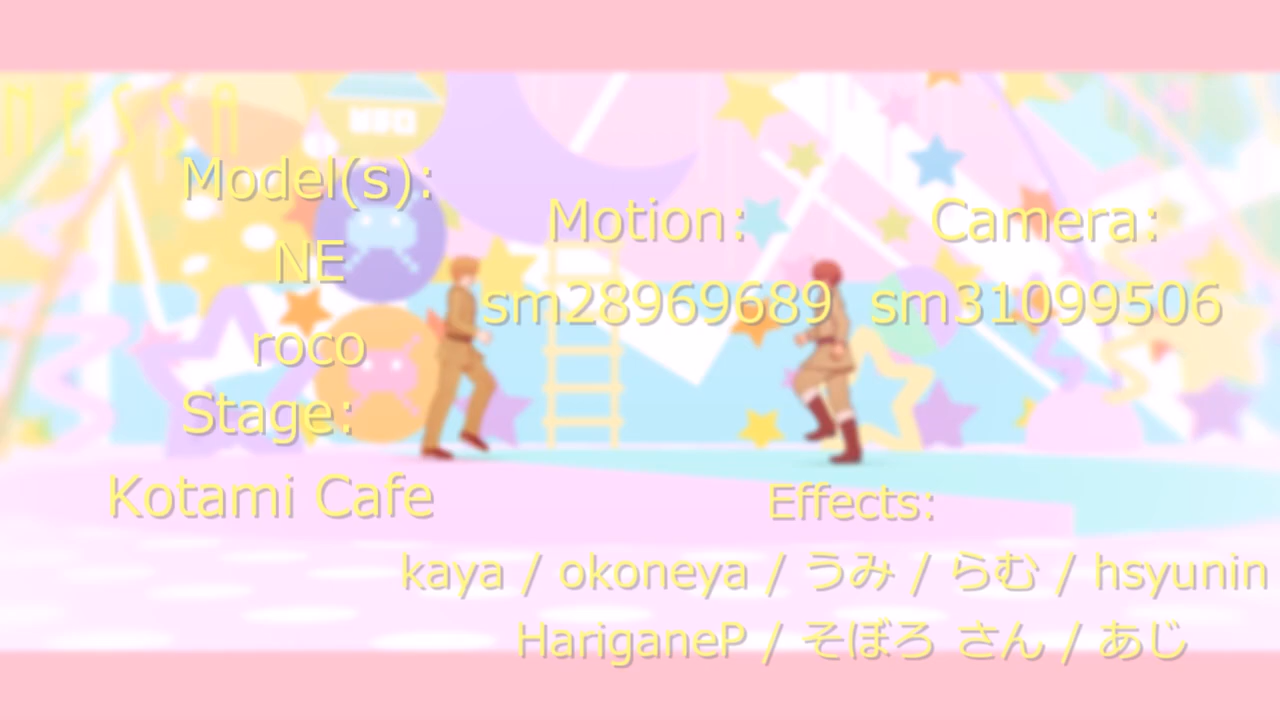 NESSA
Model(s):
NE
roco
Stage:
Kotami Cafe
Motion:
sm28969689
Camera:
sm31099506
Effects:
kaya / okoneya / うみ / らむ / hsyunin
HariganeP / そぼろ さん / あじ